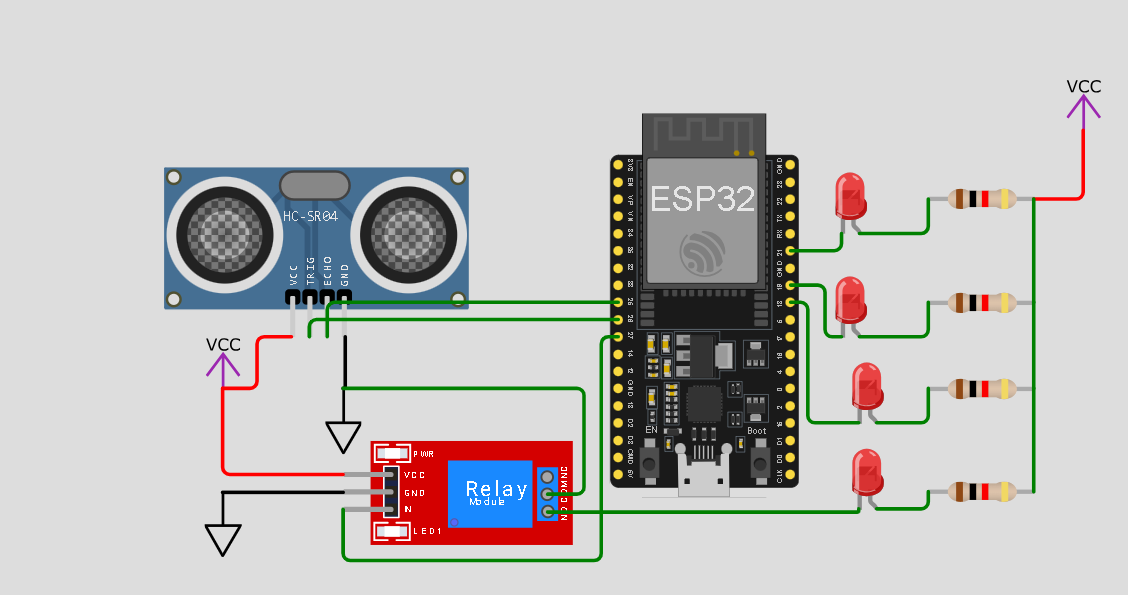 VCC
HC-SR04
VCC
TRIG
ECHO
GND
VCC
PWR
VCC
GND
IN
LED1
Relay
Module
NC
COM
NO
ESP32
3V3
EN
VP
VN
34
35
32
33
25
26
27
14
12
GND
13
D2
D3
CMD
5V
GND
23
22
TX
RX
21
GND
19
18
5
17
16
4
0
2
15
D1
D0
CLK
EN
Boot